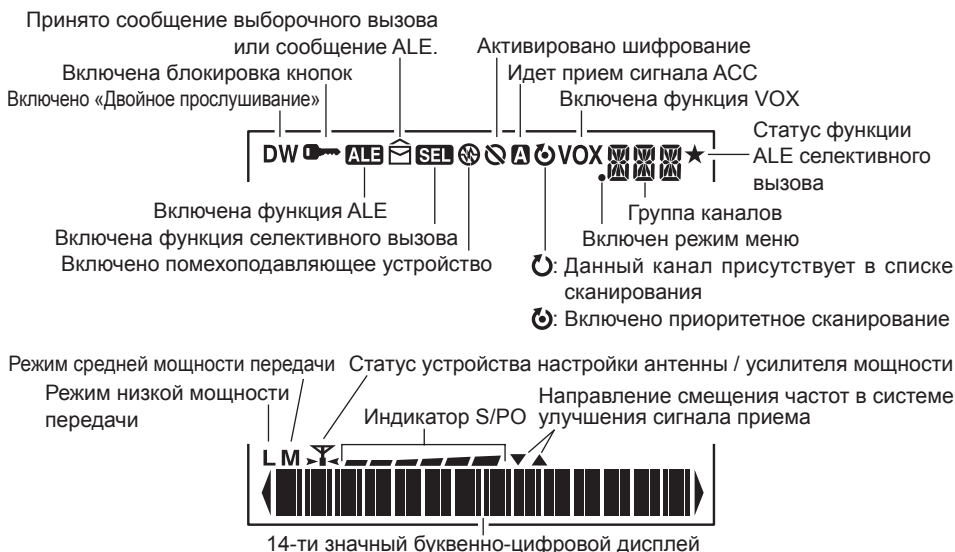 Принято сообщение выборочного вызова
или сообщение ALE.
Активировано шифрование
Включена блокировка кнопок
Идет прием сигнала ACC
Включено «Двойное прослушивание»
Включена функция VOX
Статус функции
ALE селективного
вызова
DW ALE SEL A VOX
Включена функция ALE
Группа каналов
Включена функция селективного вызова
Включен режим меню
Включено помехоподавляющее устройство
: Данный канал присутствует в списке
сканирования
: Включено приоритетное сканирование
Режим средней мощности передачи
Статус устройства настройки антенны / усилителя мощности
Режим низкой мощности
передачи
Индикатор S/PO
Направление смещения частот в системе
улучшения сигнала приема
L M
14-ти значный буквенно-цифровой дисплей